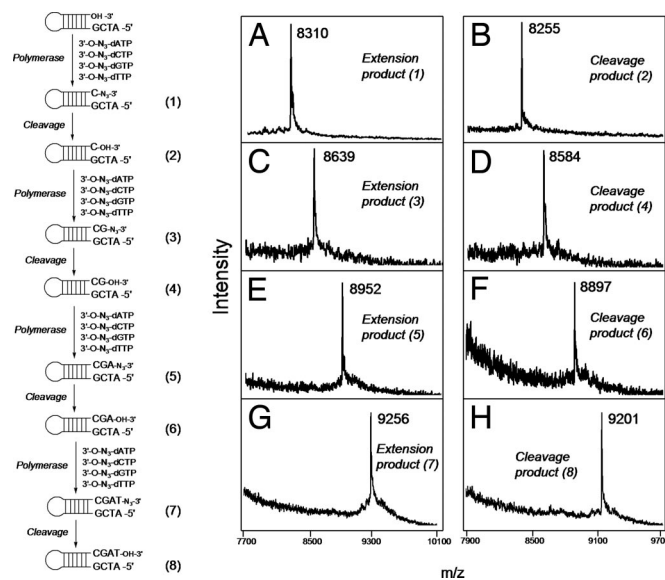 OH-3'
GCTA -5'
Polymerase
3'-O-N₃-dATP
3'-O-N₃-dCTP
3'-O-N₃-dGTP
3'-O-N₃-dTTP
C-N₃-3'
GCTA -5' (1)
Cleavage
C-OH-3'
GCTA -5' (2)
Polymerase
3'-O-N₃-dATP
3'-O-N₃-dCTP
3'-O-N₃-dGTP
3'-O-N₃-dTTP
CG-N₃-3'
GCTA -5' (3)
Cleavage
CG-OH-3'
GCTA -5' (4)
Polymerase
3'-O-N₃-dATP
3'-O-N₃-dCTP
3'-O-N₃-dGTP
3'-O-N₃-dTTP
CGA-N₃-3'
GCTA -5' (5)
Cleavage
CGA-OH-3'
GCTA -5' (6)
Polymerase
3'-O-N₃-dATP
3'-O-N₃-dCTP
3'-O-N₃-dGTP
3'-O-N₃-dTTP
CGAT-N₃-3'
GCTA -5' (7)
Cleavage
CGAT-OH-3'
GCTA -5' (8)
Intensity
A 8310
Extension
product (1)
B 8255
Cleavage
product (2)
C 8639
Extension
product (3)
D 8584
Cleavage
product (4)
E 8952
Extension
product (5)
F 8897
Cleavage
product (6)
G 9256
Extension
product (7)
H 9201
Cleavage
product (8)
7700 8500 9300 10100
7900 8500 9100 970
m/z